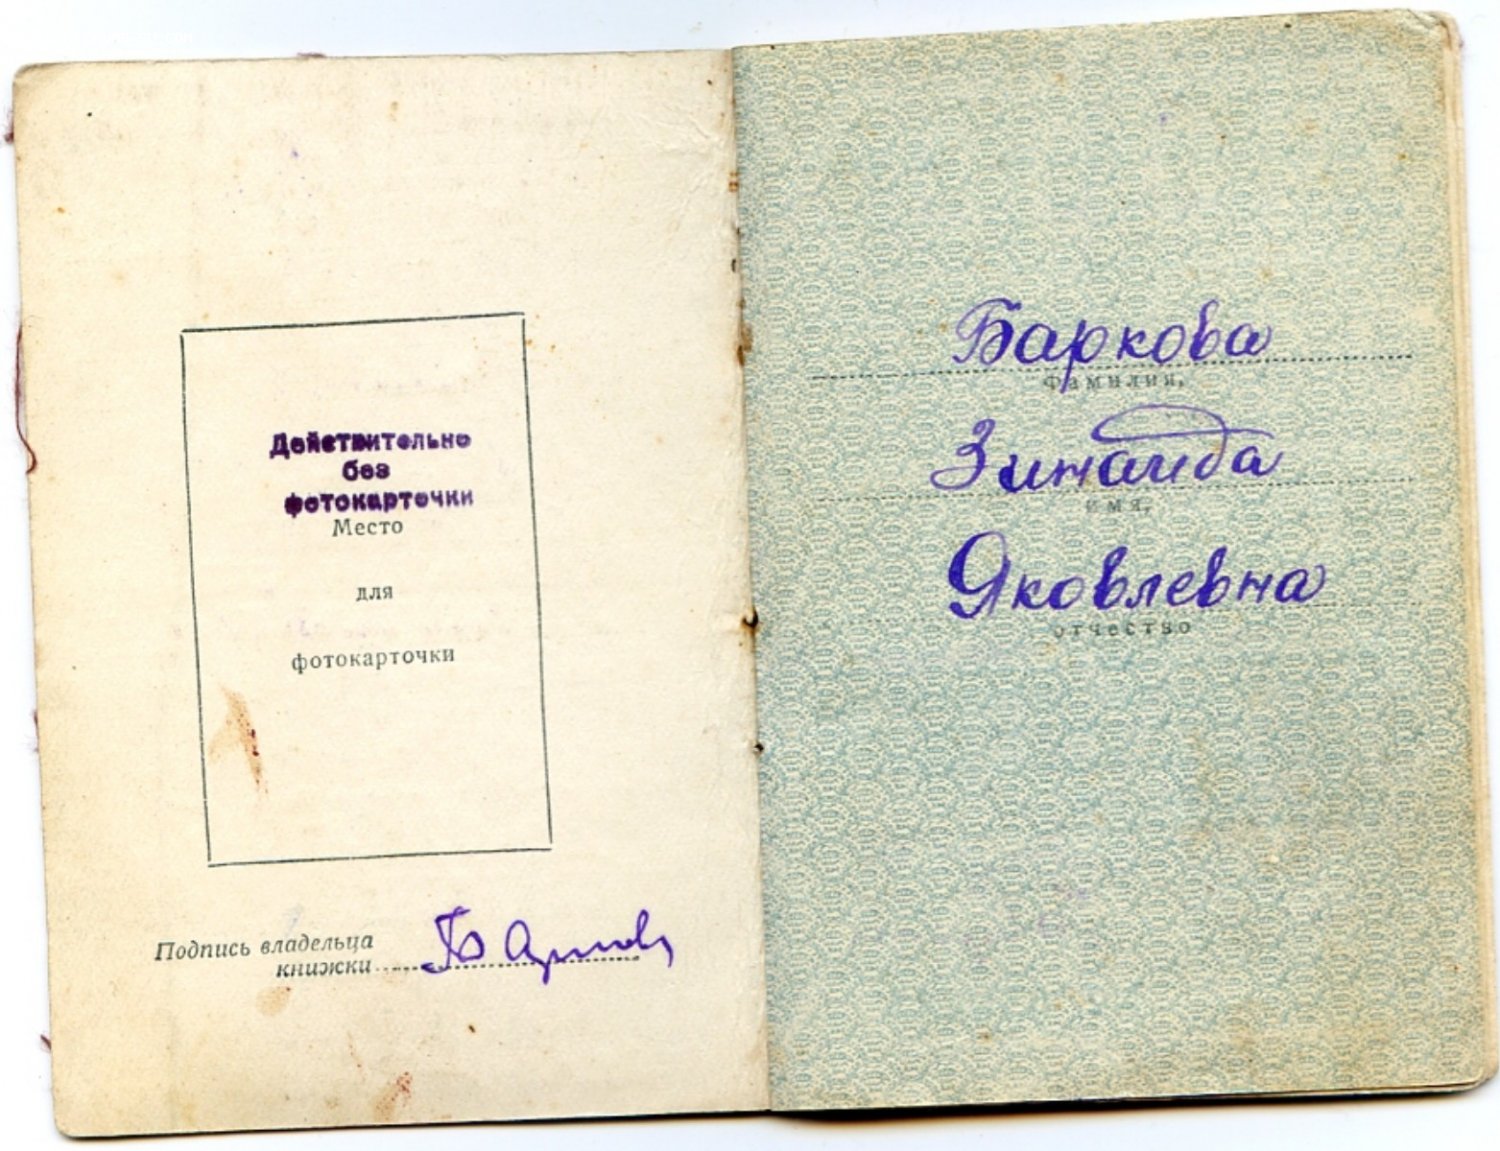 Действительно
без
фотокарточки
Место
для
фотокарточки
Подпись владельца
книжки
Баркова
Фамилия,
Зинаида
имя,
Яковлевна
отчество